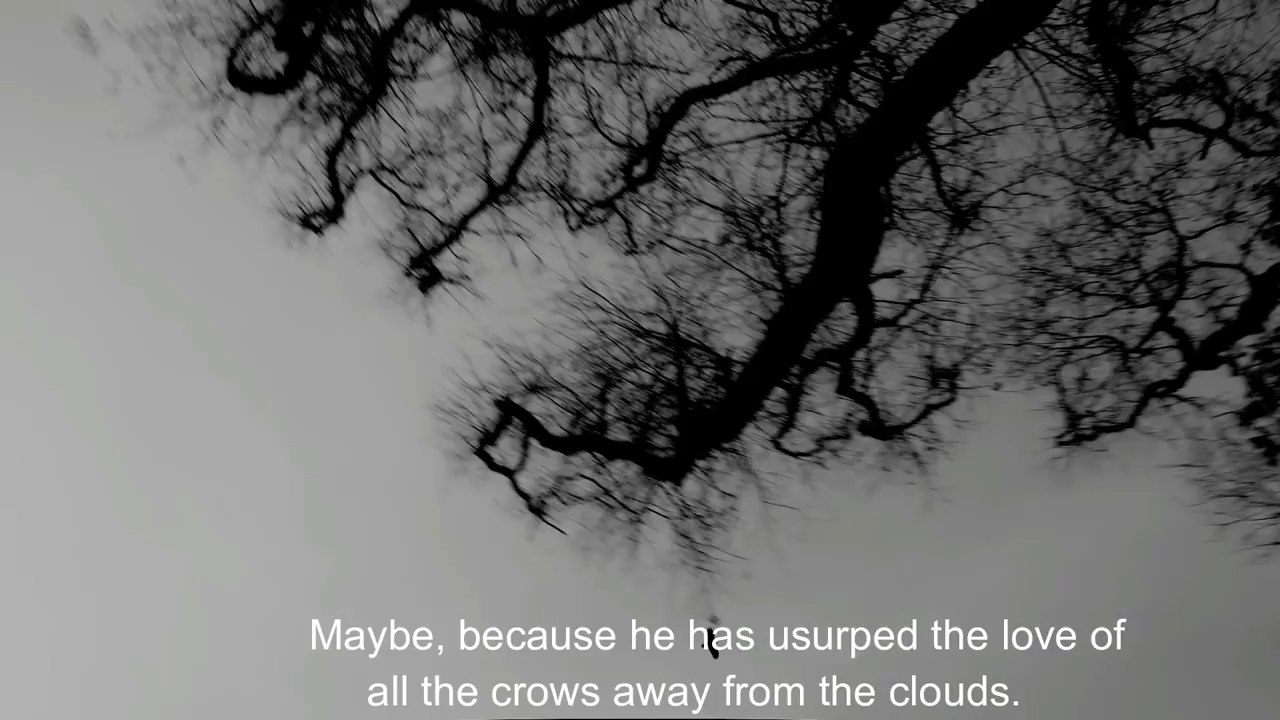 Maybe, because he has usurped the love of
all the crows away from the clouds.